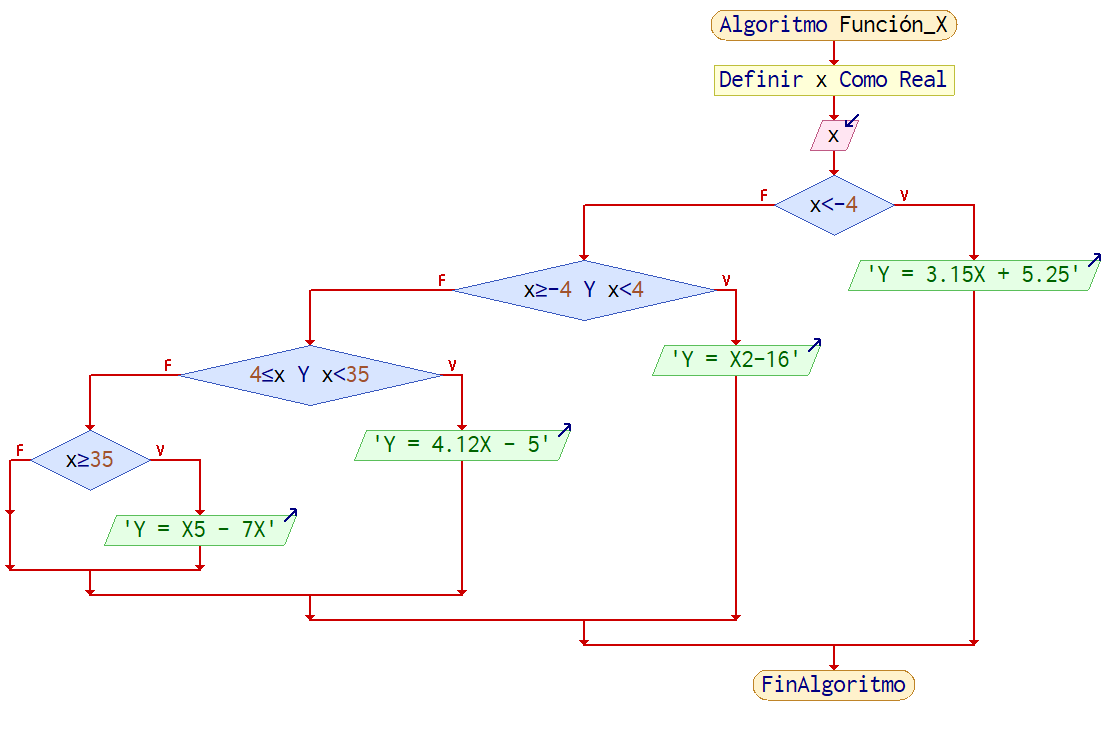 Algoritmo Función_X
Definir x Como Real
x
x<-4
F
V
'Y = 3.15X + 5.25'
x≥-4 Y x<4
F
V
'Y = X2-16'
4≤x Y x<35
F
V
'Y = 4.12X - 5'
x≥35
F
V
'Y = X5 - 7X'
FinAlgoritmo